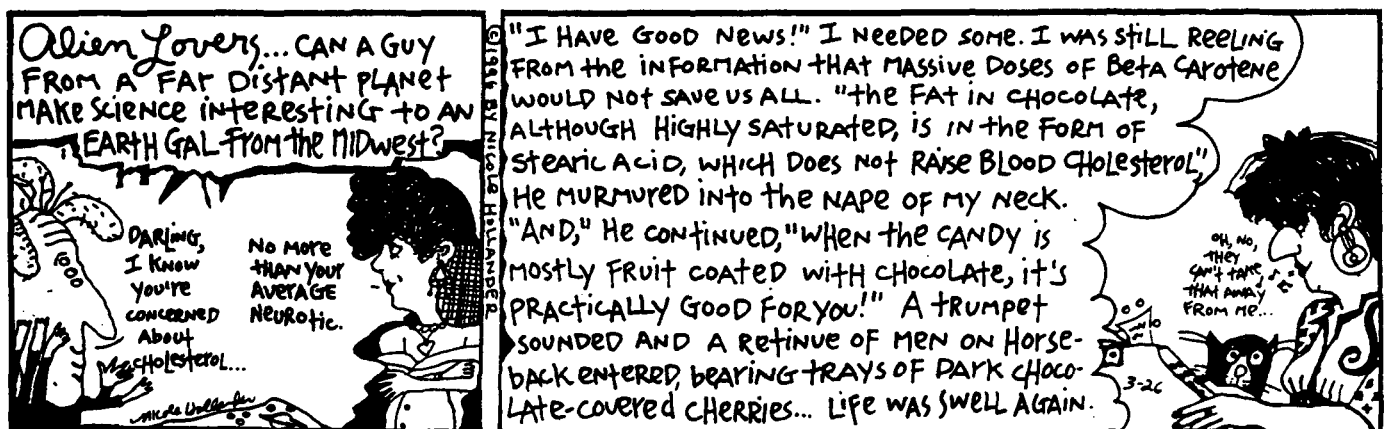 Alien Lovers... CAN A GUY
FROM A FAR DISTANT PLANET
MAKE SCIENCE INTERESTING TO AN
EARTH GAL FROM THE MIDWEST?
DARLING,
I KNOW
YOU'RE
CONCERNED
ABOUT
CHOLESTEROL...
NO MORE
THAN YOUR
AVERAGE
NEUROTIC.
Nicole Hollander
©1996 BY NICOLE HOLLANDER
"I HAVE GOOD NEWS!" I NEEDED SOME. I WAS STILL REELING
FROM THE INFORMATION THAT MASSIVE DOSES OF BETA CAROTENE
WOULD NOT SAVE US ALL. "THE FAT IN CHOCOLATE,
ALTHOUGH HIGHLY SATURATED, IS IN THE FORM OF
STEARIC ACID, WHICH DOES NOT RAISE BLOOD CHOLESTEROL,"
HE MURMURED INTO THE NAPE OF MY NECK.
"AND," HE CONTINUED, "WHEN THE CANDY IS
MOSTLY FRUIT COATED WITH CHOCOLATE, IT'S
PRACTICALLY GOOD FOR YOU!" A TRUMPET
SOUNDED AND A RETINUE OF MEN ON HORSE-
BACK ENTERED, BEARING TRAYS OF DARK CHOCO-
LATE-COVERED CHERRIES... LIFE WAS SWELL AGAIN.
OH, NO,
THEY
CAN'T TAKE
THAT AWAY
FROM ME...
3-26